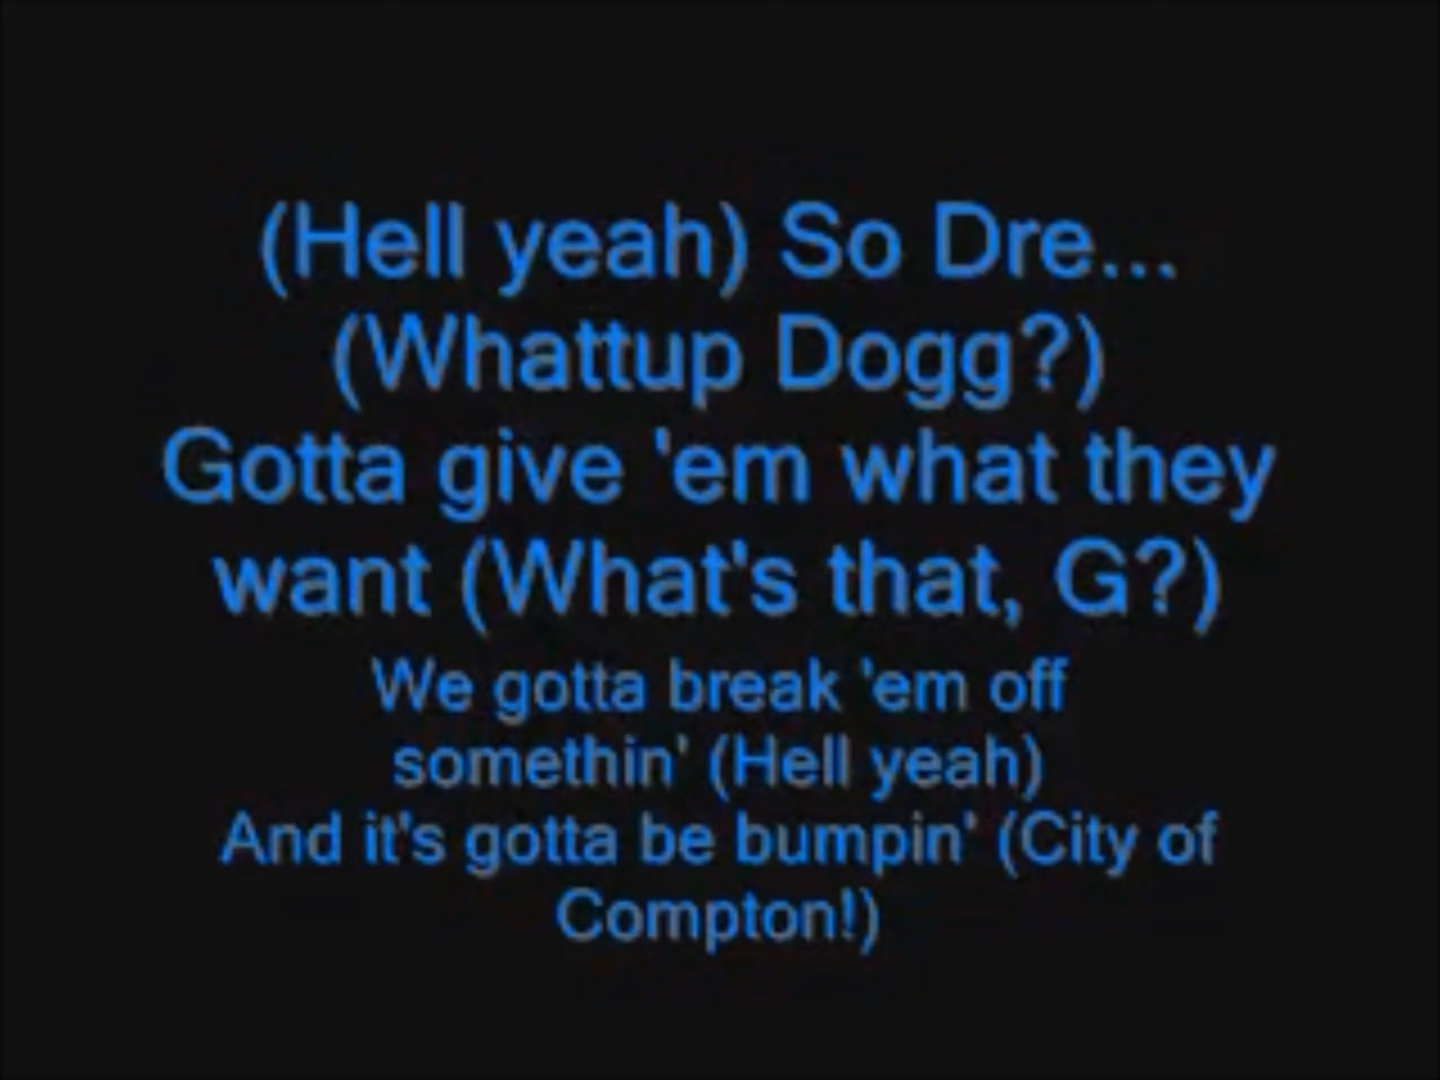 (Hell yeah) So Dre...
(Whattup Dogg?)
Gotta give 'em what they
want (What's that, G?)
We gotta break 'em off
somethin' (Hell yeah)
And it's gotta be bumpin' (City of
Compton!)